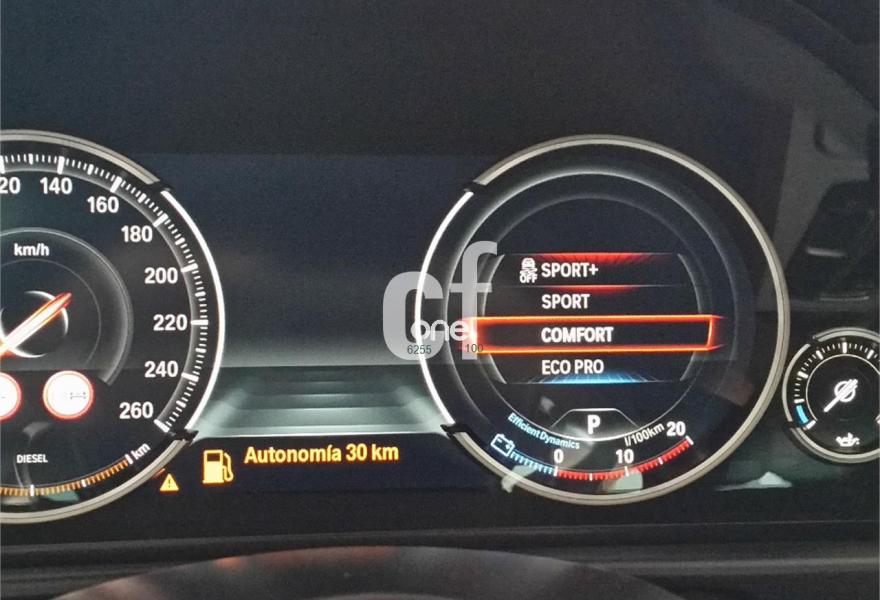 20 140
160
km/h
180
200
220
240
260
DIESEL
km
Autonomía 30 km
OFF SPORT+
SPORT
COMFORT
ECO PRO
cf
onel
6255 100
P
Efficient Dynamics
l/100km
0 10 20